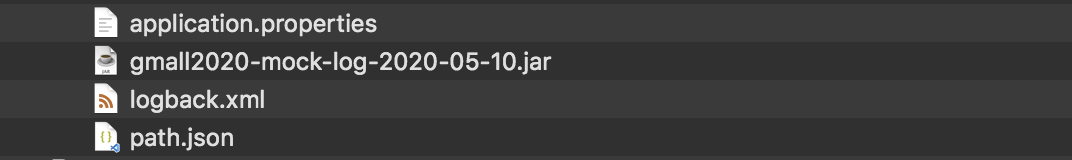 application.properties
gmall2020-mock-log-2020-05-10.jar
logback.xml
path.json